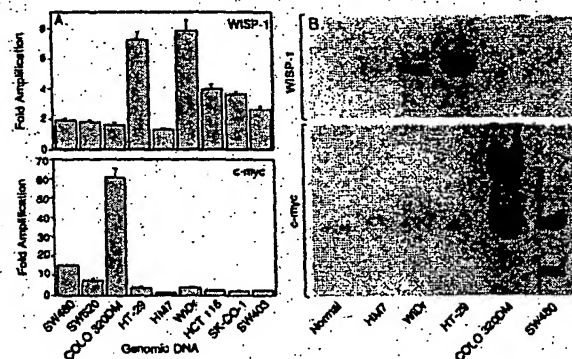 A.
WISP-1
Fold Amplification
8
6
4
2
0
c-myc
Fold Amplification
70
60
50
40
30
20
10
0
SW480
SW620
COLO 320DM
HT-29
HM7
WiDr
HCT 116
SK-CO-1
SW403
Genomic DNA
B.
WISP-1
c-myc
Normal
HM7
WiDr
HT-29
COLO 320DM
SW480